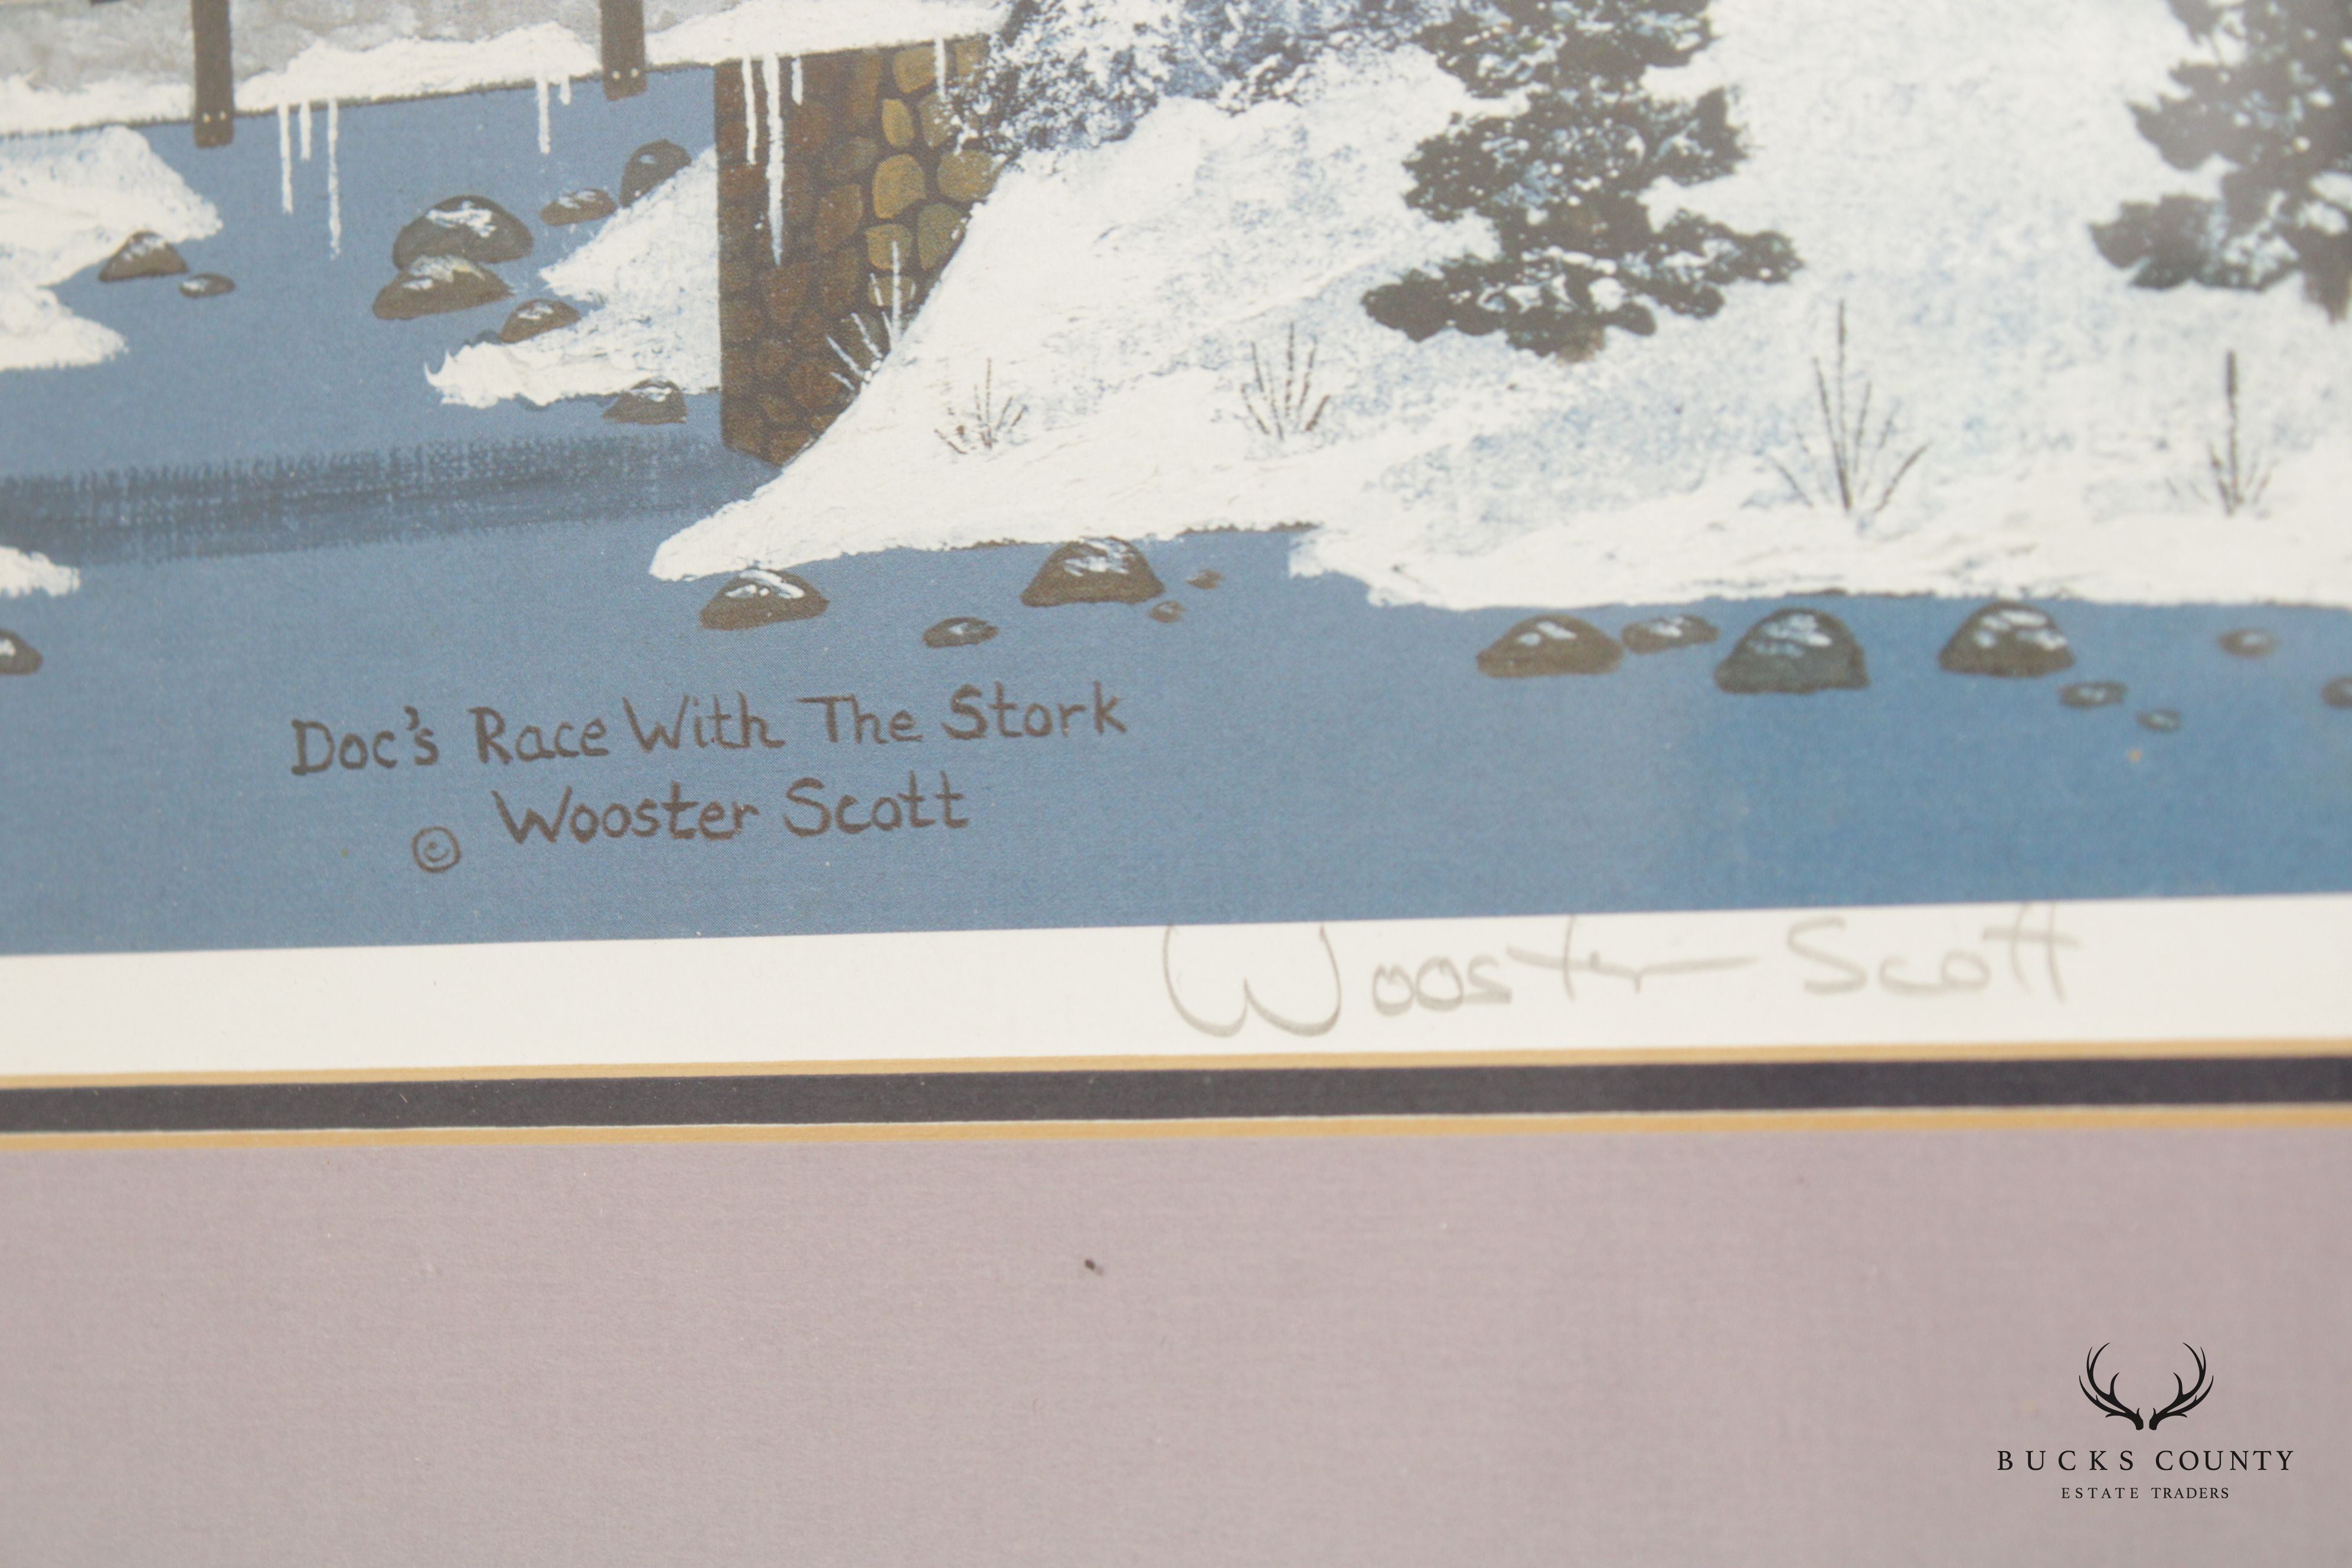 Doc's Race With The Stork
© Wooster Scott
Wooster Scott
BUCKS COUNTY
ESTATE TRADERS